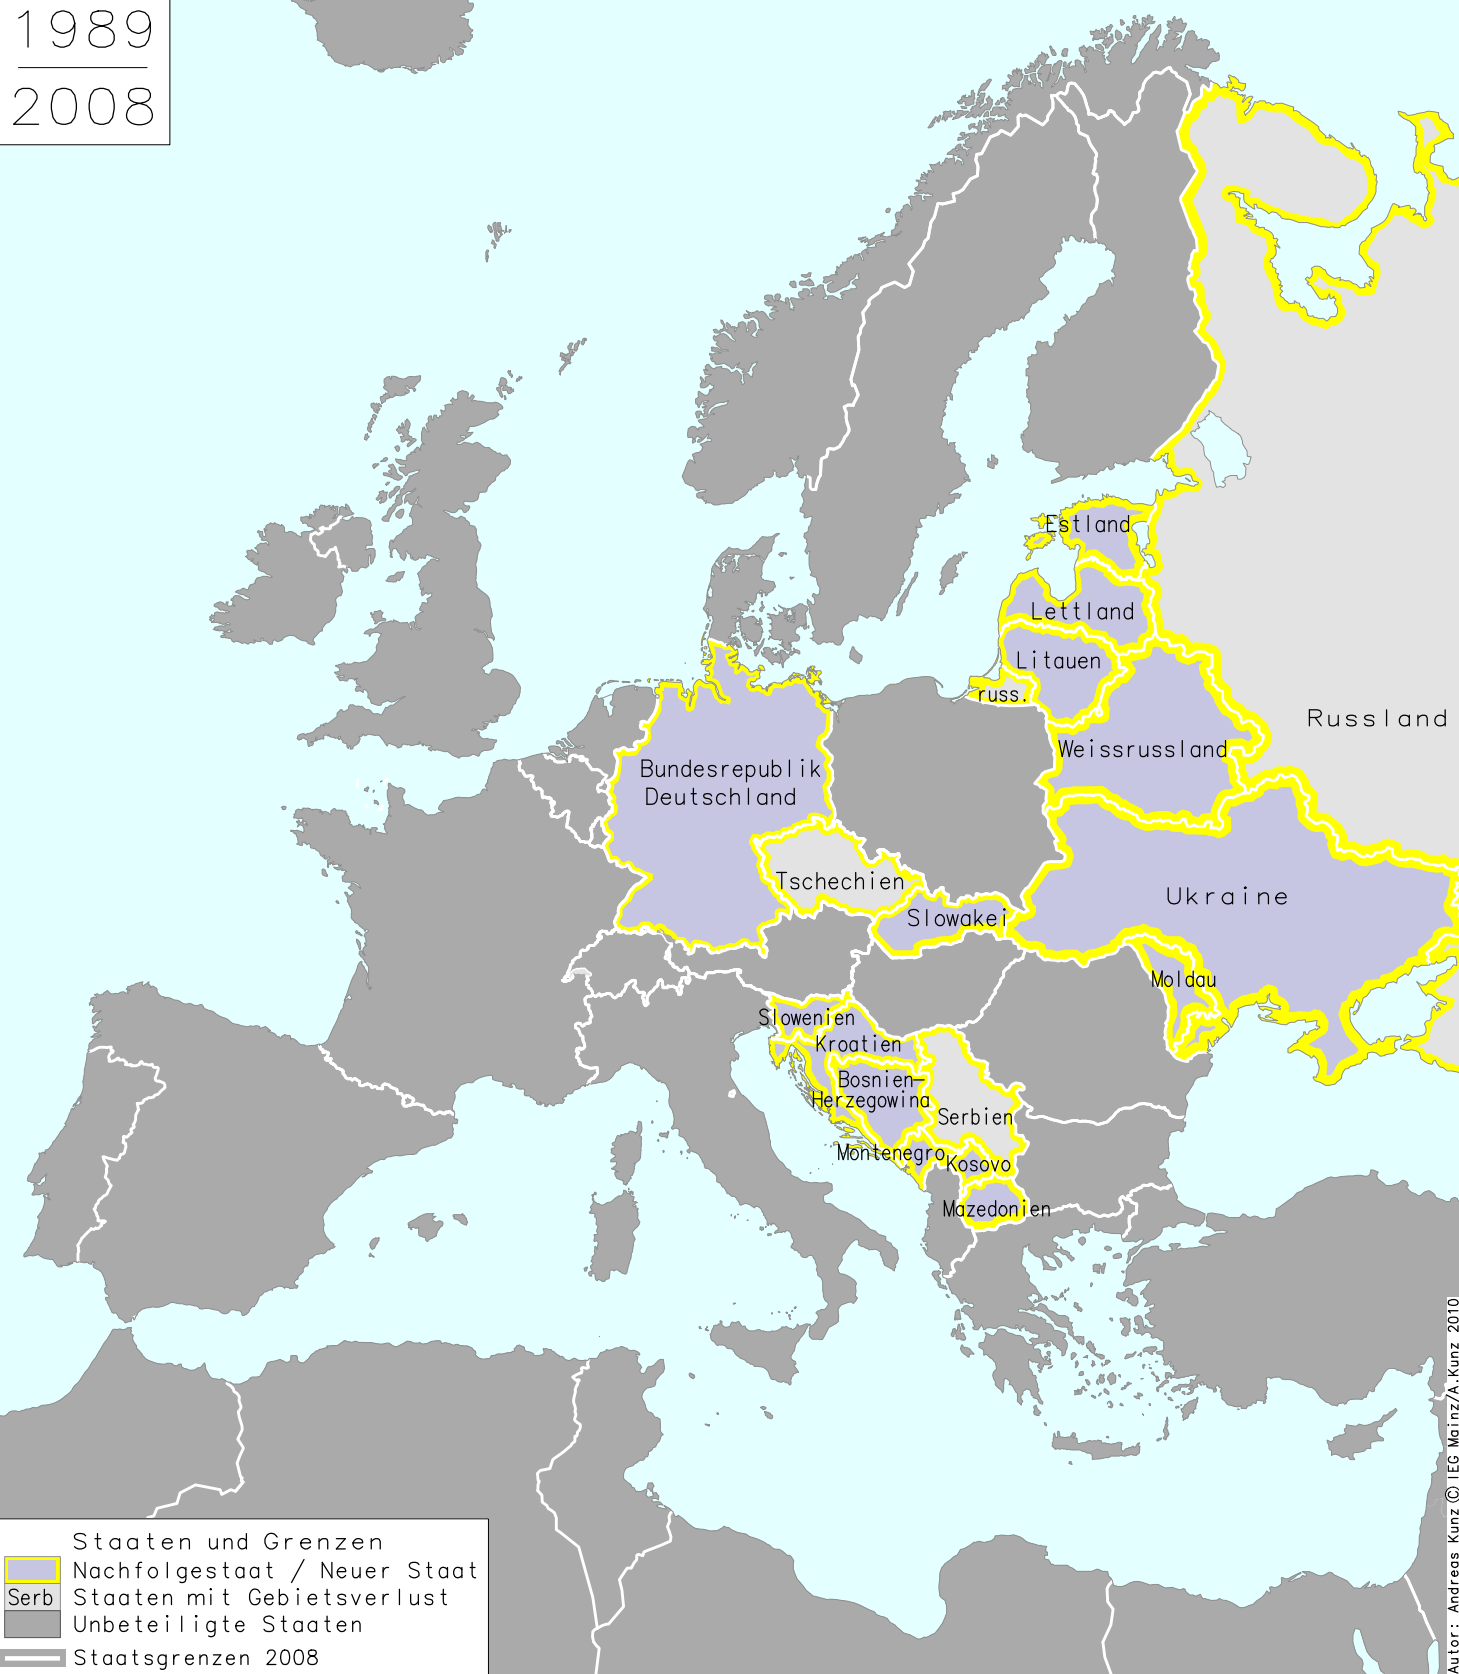 1989
2008
Estland
Lettland
Litauen
russ.
Russland
Weissrussland
Bundesrepublik
Deutschland
Tschechien
Ukraine
Slowakei
Moldau
Slowenien
Kroatien
Bosnien-
Herzegowina
Serbien
Montenegro
Kosovo
Mazedonien
Staaten und Grenzen
Nachfolgestaat / Neuer Staat
Serb Staaten mit Gebietsverlust
Unbeteiligte Staaten
Staatsgrenzen 2008
Autor: Andreas Kunz © IEG Mainz/A.Kunz 2010